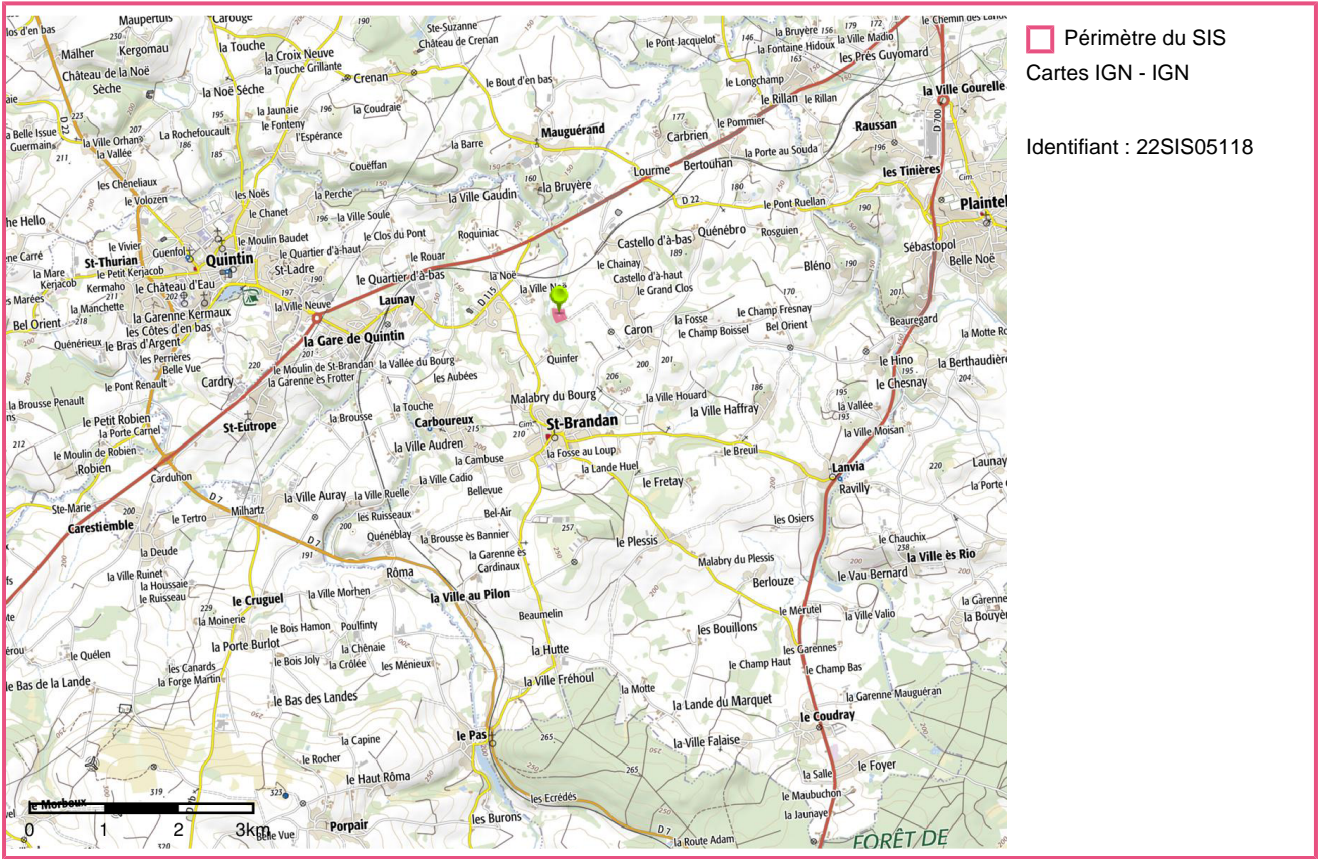 Périmètre du SIS
Cartes IGN - IGN
Identifiant : 22SIS05118
Maupertuis
Carouge
los d'en bas
la Touche
Ste-Suzanne
Château de Crenan
le Pont Jacquelot
la Bruyère
la Ville Madio
la Fontaine Hidoux
les Prés Guyomard
le Chemin des Landes
Málher
Kergomau
la Croix Neuve
la Touche Grillante
Château de la Noë
Sèche
la Noë Sèche
Crenan
le Bout d'en bas
le Longchamp
le Rillan
le Rillan
la Ville Gourelle
D 700
la Jaunaie
la Coudraie
le Fonteny
l'Espérance
la Belle Issue
Guermain
D 22
la Ville Orhan
la Vallée
La Rochefoucault
Mauguérand
la Barre
Carbrien
le Pommier
Raussan
la Porte au Souda
Bertouhan
Lourme
les Tinières
Couëffan
les Chêneliaux
le Volozen
les Noës
la Perche
la Ville Gaudin
la Bruyère
D 22
le Pont Ruellan
Plaintel
le Chanet
la Ville Soule
le Moulin Baudet
le Clos du Pont
Roquiniac
Castello d'à-bas
Quénébro
Rosguien
Sébastopol
Belle Noë
le Vivier
Guentol
St-Thurian
Quintin
le Quartier d'à-haut
St-Ladre
le Rouar
le Quartier d'à-bas
la Noë
le Chainay
Castello d'à-haut
le Grand Clos
Bléno
la Mare
Kerjacob
le Petit Kerjacob
Kermaho
le Château d'Eau
la Manchette
la Ville Neuve
Launay
D 115
la Ville Noë
la Garenne Kermaux
Bel Orient
les Côtes d'en bas
le Bras d'Argent
Quénérieux
la Gare de Quintin
Caron
la Fosse
le Champ Fresnay
le Champ Boissel
Bel Orient
Beauregard
les Perrières
Belle Vue
le Pont Renault
Cardry
le Moulin de St-Brandan
la Garenne ès Frotter
la Vallée du Bourg
les Aubées
Quinfer
le Hino
la Berthaudière
le Chesnay
la Brousse Penault
la Touche
Malabry du Bourg
la Ville Houard
la Ville Haffray
la Vallée
le Petit Robien
la Porte Carnel
St-Eutrope
la Brousse
Carboureux
St-Brandan
la Ville Moisan
la Ville Audren
la Cambuse
la Fosse au Loup
le Breuil
le Moulin de Robien
Robien
Carduhon
la Ville Cadio
la Lande Huel
Lanvia
Ravilly
Launay
D 7
la Ville Auray
la Ville Ruelle
Bellevue
le Fretay
Ste-Marie
Carestiemble
le Tertro
Milhartz
les Ruisseaux
Bel-Air
les Osiers
Quénéblay
la Brousse ès Bannier
le Plessis
le Chauchix
la Ville ès Rio
la Deude
D 7
la Garenne ès
Cardinaux
Malabry du Plessis
la Ville Ruinet
la Houssaie
le Ruisseau
Rôma
Berlouze
le Vau Bernard
le Cruguel
la Ville Morhen
la Ville au Pilon
la Moinerie
Beaumelin
le Mérutel
la Ville Valio
la Garenne
le Bois Hamon
Poulfinty
les Bouillons
la Porte Burlot
la Chênaie
la Hutte
les Garennes
le Quélen
les Canards
la Forge Martin
le Bois Joly
la Crôlée
les Ménieux
le Champ Haut
le Champ Bas
le Bas de la Lande
la Ville Fréhoul
la Motte
la Lande du Marquet
la Garenne Mauguéran
le Bas des Landes
le Coudray
le Pas
la Ville Falaise
la Capine
le Rocher
le Foyer
le Haut Rôma
la Salle
le Maubuchon
la Jaunaye
le Morboux
les Ecrédés
les Burons
Belle Vue
Porpair
D 7
la Route Adam
FORÊT DE
0 1 2 3km